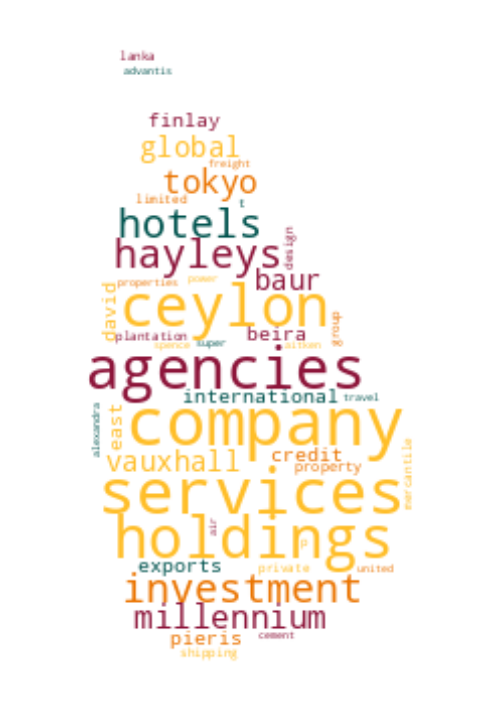 lanka
advantis
finlay
global
freight
tokyo
limited
t
hotels
design
hayleys
baur
properties
power
david
ceylon
group
plantation
beira
spence
super
aitken
agencies
international
travel
alexandra
east
company
credit
vauxhall
property
mercantile
services
air
holdings
p
exports
private
united
investment
millennium
pieris
cement
shipping